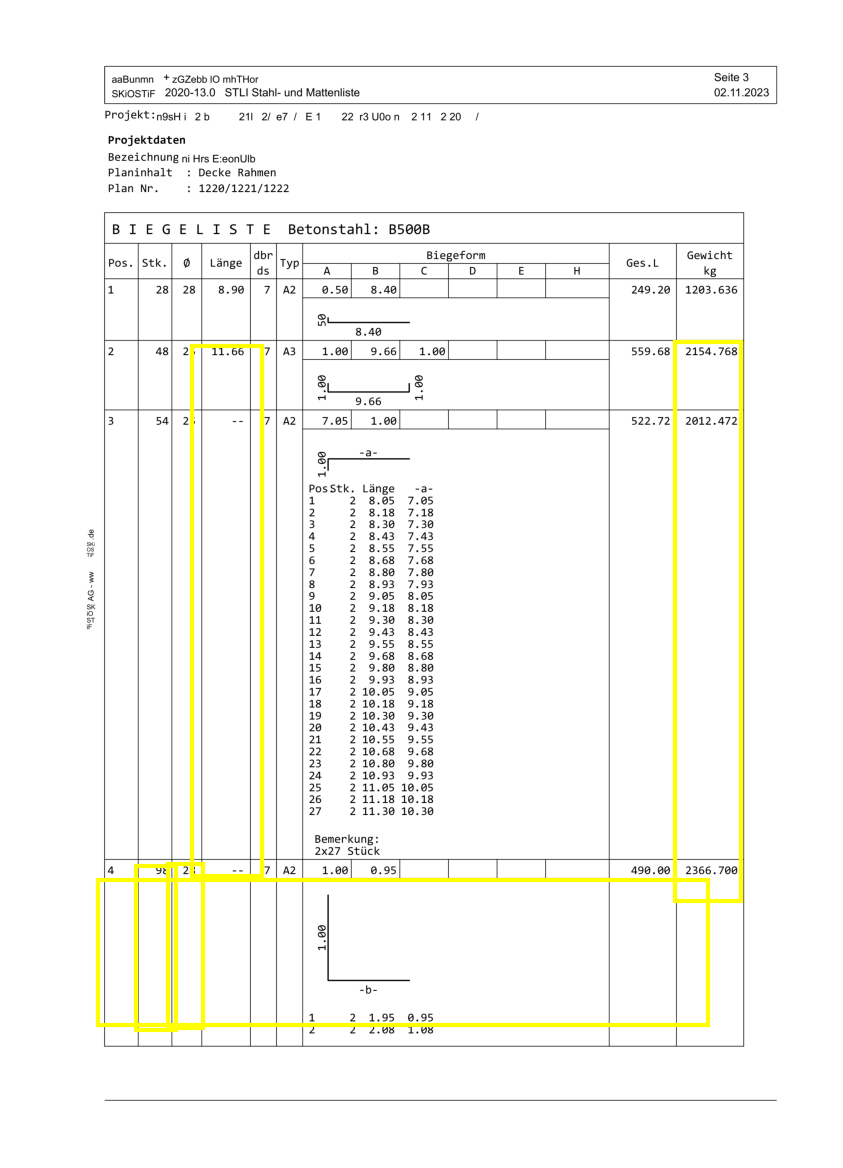 aaBunmn + zGZebb lO mhTHor Seite 3
SKiOSTiF 2020-13.0 STLI Stahl- und Mattenliste 02.11.2023
Projekt:n9sH i 2 b 21l 2/ e7 / E 1 22 r3 U0o n 2 11 2 20 /
Projektdaten
Bezeichnung ni Hrs E:eonUlb
Planinhalt : Decke Rahmen
Plan Nr. : 1220/1221/1222
B I E G E L I S T E Betonstahl: B500B
Pos. Stk. Ø Länge dbr ds Typ Biegeform Ges.L Gewicht kg
A B C D E H
1 28 28 8.90 7 A2 0.50 8.40 249.20 1203.636
50
8.40
2 48 2 11.66 7 A3 1.00 9.66 1.00 559.68 2154.768
1.00 1.00
9.66
3 54 2 -- 7 A2 7.05 1.00 522.72 2012.472
1.00 -a-
Pos Stk. Länge -a-
1 2 8.05 7.05
2 2 8.18 7.18
3 2 8.30 7.30
4 2 8.43 7.43
5 2 8.55 7.55
6 2 8.68 7.68
7 2 8.80 7.80
8 2 8.93 7.93
9 2 9.05 8.05
10 2 9.18 8.18
11 2 9.30 8.30
12 2 9.43 8.43
13 2 9.55 8.55
14 2 9.68 8.68
15 2 9.80 8.80
16 2 9.93 8.93
17 2 10.05 9.05
18 2 10.18 9.18
19 2 10.30 9.30
20 2 10.43 9.43
21 2 10.55 9.55
22 2 10.68 9.68
23 2 10.80 9.80
24 2 10.93 9.93
25 2 11.05 10.05
26 2 11.18 10.18
27 2 11.30 10.30
Bemerkung:
2x27 Stück
4 98 2 -- 7 A2 1.00 0.95 490.00 2366.700
1.00
-b-
1 2 1.95 0.95
2 2 2.08 1.08
AG - ww .de